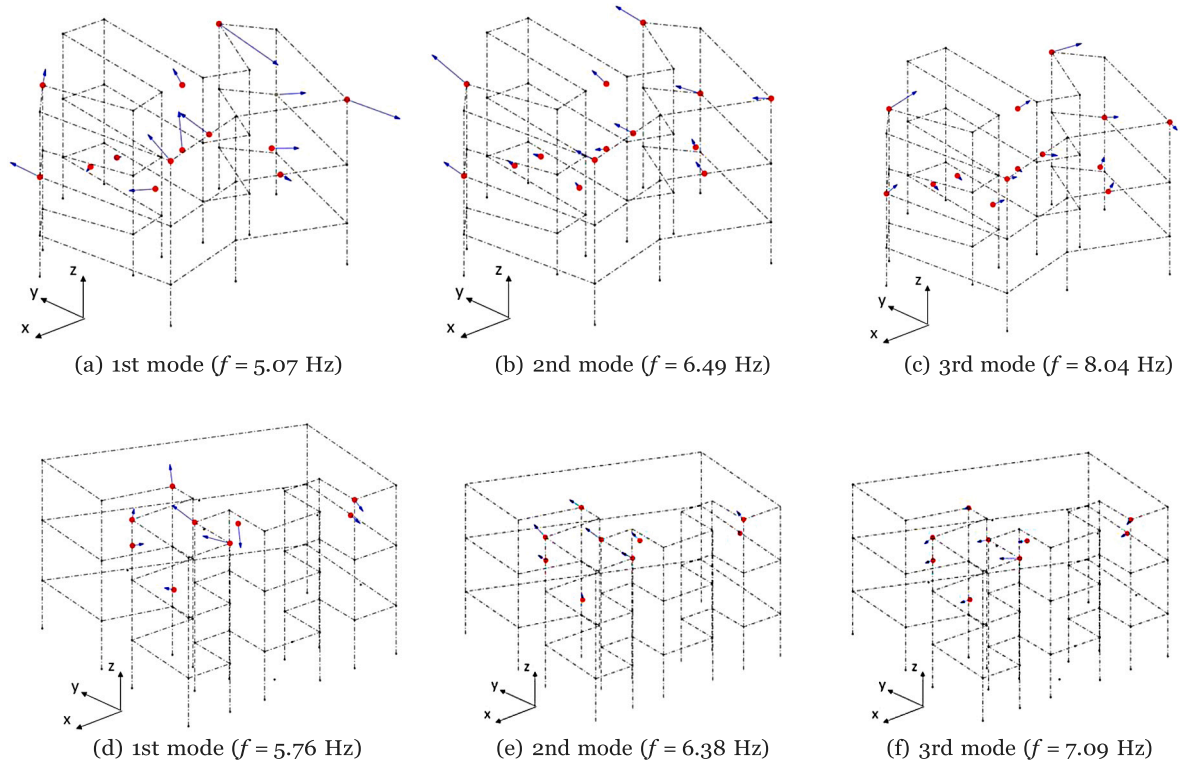 z
y
x
z
y
x
z
y
x
(a) 1st mode (f = 5.07 Hz)
(b) 2nd mode (f = 6.49 Hz)
(c) 3rd mode (f = 8.04 Hz)
z
y
x
z
y
x
z
y
x
(d) 1st mode (f = 5.76 Hz)
(e) 2nd mode (f = 6.38 Hz)
(f) 3rd mode (f = 7.09 Hz)